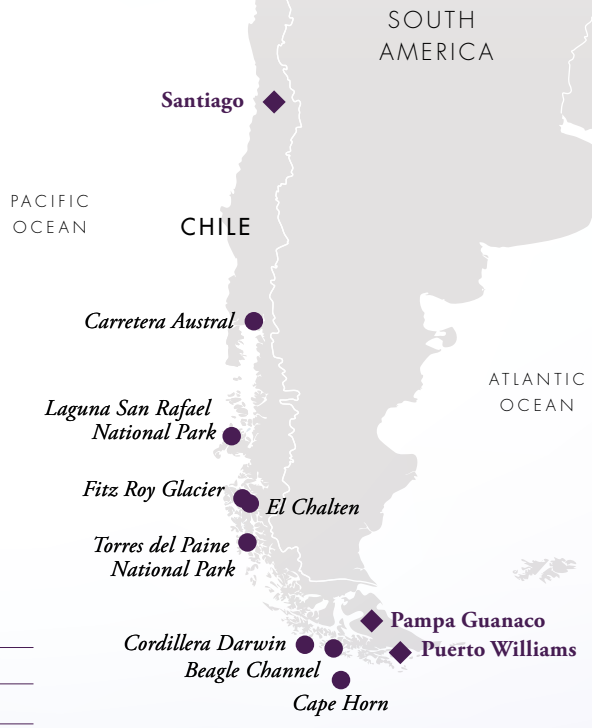 SOUTH
AMERICA
Santiago
PACIFIC
OCEAN
CHILE
Carretera Austral
ATLANTIC
OCEAN
Laguna San Rafael
National Park
Fitz Roy Glacier
El Chalten
Torres del Paine
National Park
Pampa Guanaco
Cordillera Darwin
Puerto Williams
Beagle Channel
Cape Horn